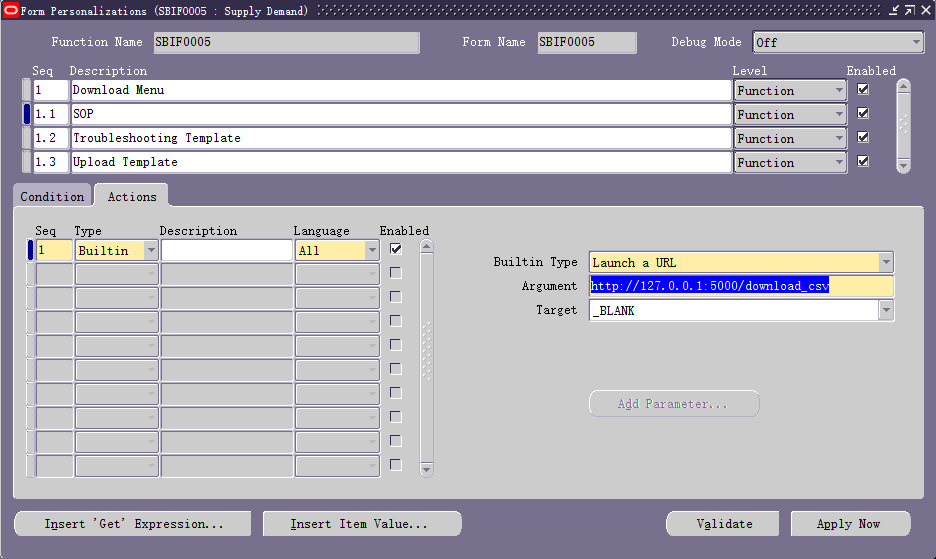 Form Personalizations (SBIF0005 : Supply Demand)
Function Name SBIF0005 Form Name SBIF0005 Debug Mode Off
Seq Description Level Enabled
1 Download Menu Function
1.1 SOP Function
1.2 Troubleshooting Template Function
1.3 Upload Template Function
Condition Actions
Seq Type Description Language Enabled
1 Builtin All
Builtin Type Launch a URL
Argument http://127.0.0.1:5000/download_csv
Target _BLANK
Add Parameter...
Insert 'Get' Expression... Insert Item Value... Validate Apply Now